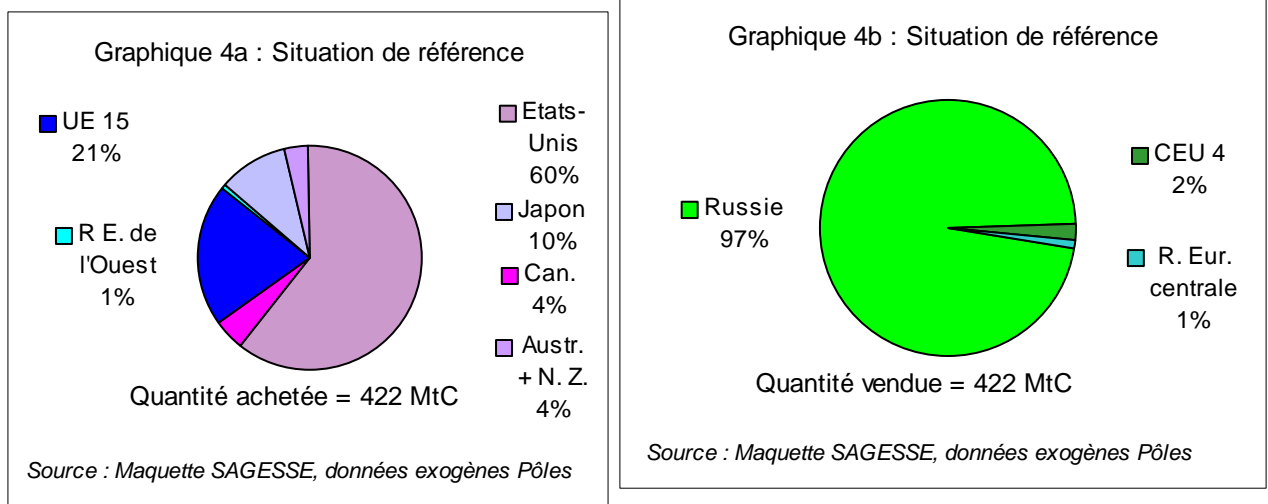 Graphique 4a : Situation de référence
UE 15
21%
R E. de
l'Ouest
1%
Etats-
Unis
60%
Japon
10%
Can.
4%
Austr.
+ N. Z.
4%
Quantité achetée = 422 MtC
Source : Maquette SAGESSE, données exogènes Pôles
Graphique 4b : Situation de référence
Russie
97%
CEU 4
2%
R. Eur.
centrale
1%
Quantité vendue = 422 MtC
Source : Maquette SAGESSE, données exogènes Pôles